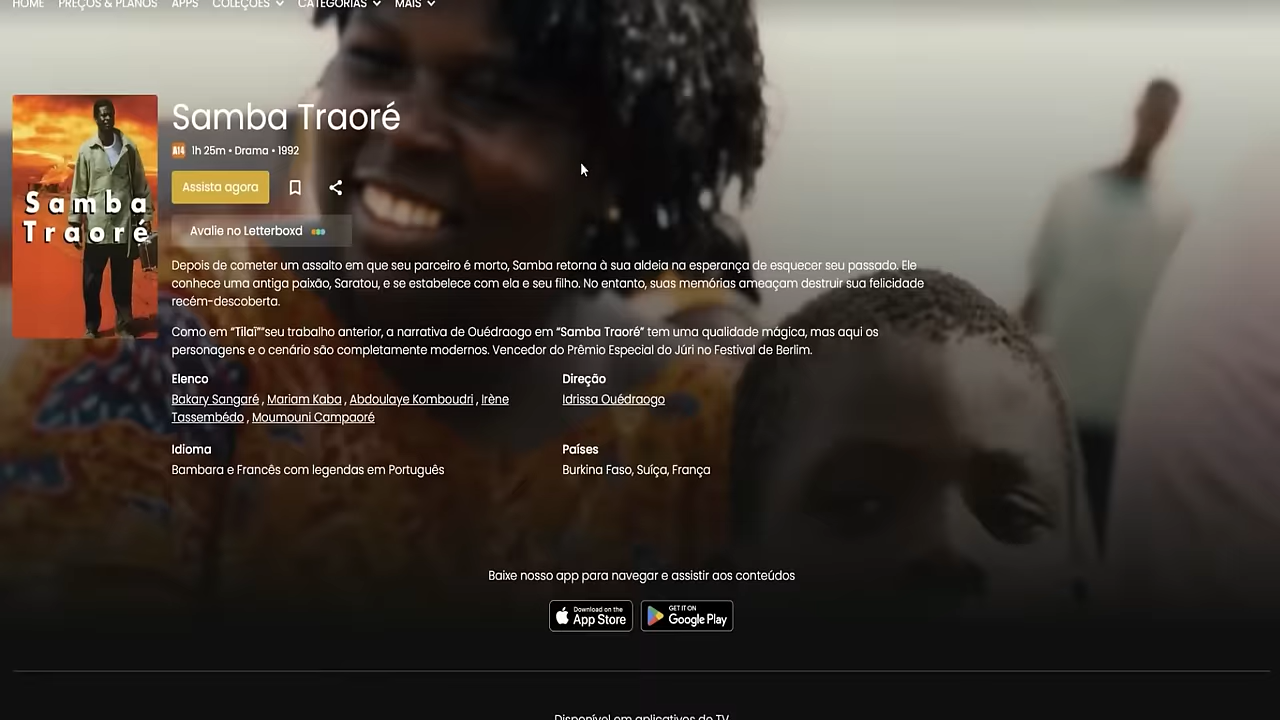 HOME PREÇOS & PLANOS APPS COLEÇÕES CATEGORIAS MAIS
Samba
Traoré
Samba Traoré
A14 1h 25m • Drama • 1992
Assista agora
Avalie no Letterboxd
Depois de cometer um assalto em que seu parceiro é morto, Samba retorna à sua aldeia na esperança de esquecer seu passado. Ele
conhece uma antiga paixão, Saratou, e se estabelece com ela e seu filho. No entanto, suas memórias ameaçam destruir sua felicidade
recém-descoberta.
Como em “Tilaï”"seu trabalho anterior, a narrativa de Ouédraogo em “Samba Traoré” tem uma qualidade mágica, mas aqui os
personagens e o cenário são completamente modernos. Vencedor do Prêmio Especial do Júri no Festival de Berlim.
Elenco
Bakary Sangaré , Mariam Kaba , Abdoulaye Komboudri , Irène
Tassembédo , Moumouni Campaoré
Direção
Idrissa Ouédraogo
Idioma
Bambara e Francês com legendas em Português
Países
Burkina Faso, Suíça, França
Baixe nosso app para navegar e assistir aos conteúdos
Download on the
App Store
GET IT ON
Google Play
Disponível em aplicativos de TV